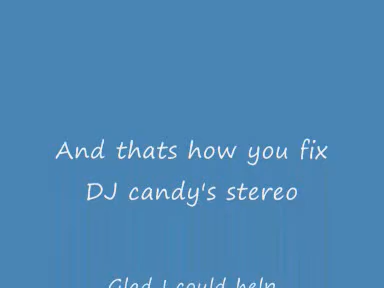 And thats how you fix
DJ candy's stereo
Glad I could help